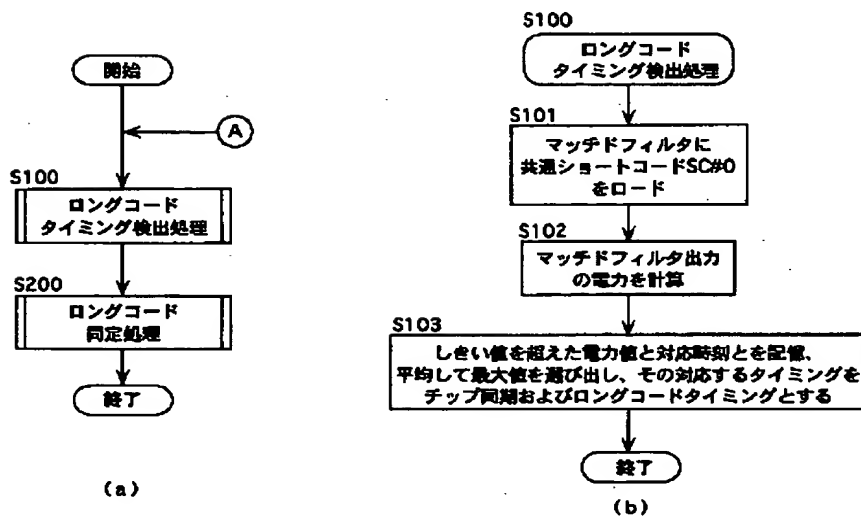 開始
A
S100
ロングコード
タイミング検出処理
S200
ロングコード
同定処理
終了
(a)
S100
ロングコード
タイミング検出処理
S101
マッチドフィルタに
共通ショートコードSC#0
をロード
S102
マッチドフィルタ出力
の電力を計算
S103
しきい値を超えた電力値と対応時刻とを記憶、
平均して最大値を選び出し、その対応するタイミングを
チップ同期およびロングコードタイミングとする
終了
(b)